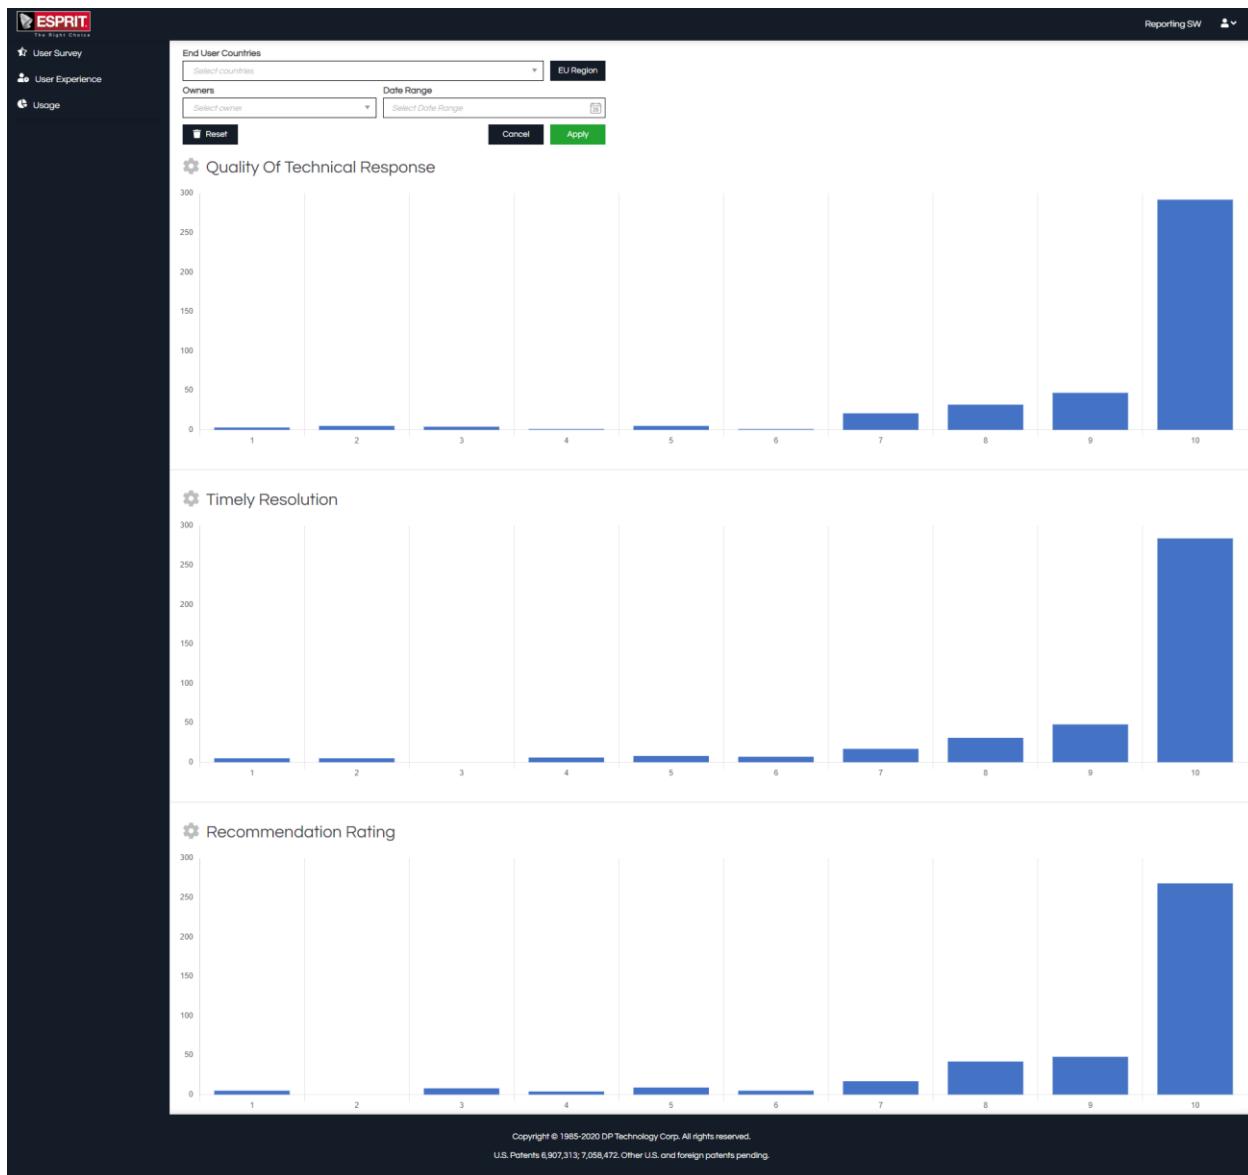 ESPRIT.
The Right Choice
Reporting SW
User Survey
User Experience
Usage
End User Countries
Select countries
EU Region
Owners
Date Range
Select owner
Select Date Range
Reset
Cancel
Apply
Quality Of Technical Response
300
250
200
150
100
50
0
1 2 3 4 5 6 7 8 9 10
Timely Resolution
300
250
200
150
100
50
0
1 2 3 4 5 6 7 8 9 10
Recommendation Rating
300
250
200
150
100
50
0
1 2 3 4 5 6 7 8 9 10
Copyright © 1985-2020 DP Technology Corp. All rights reserved.
U.S. Patents 6,907,313; 7,058,472. Other U.S. and foreign patents pending.